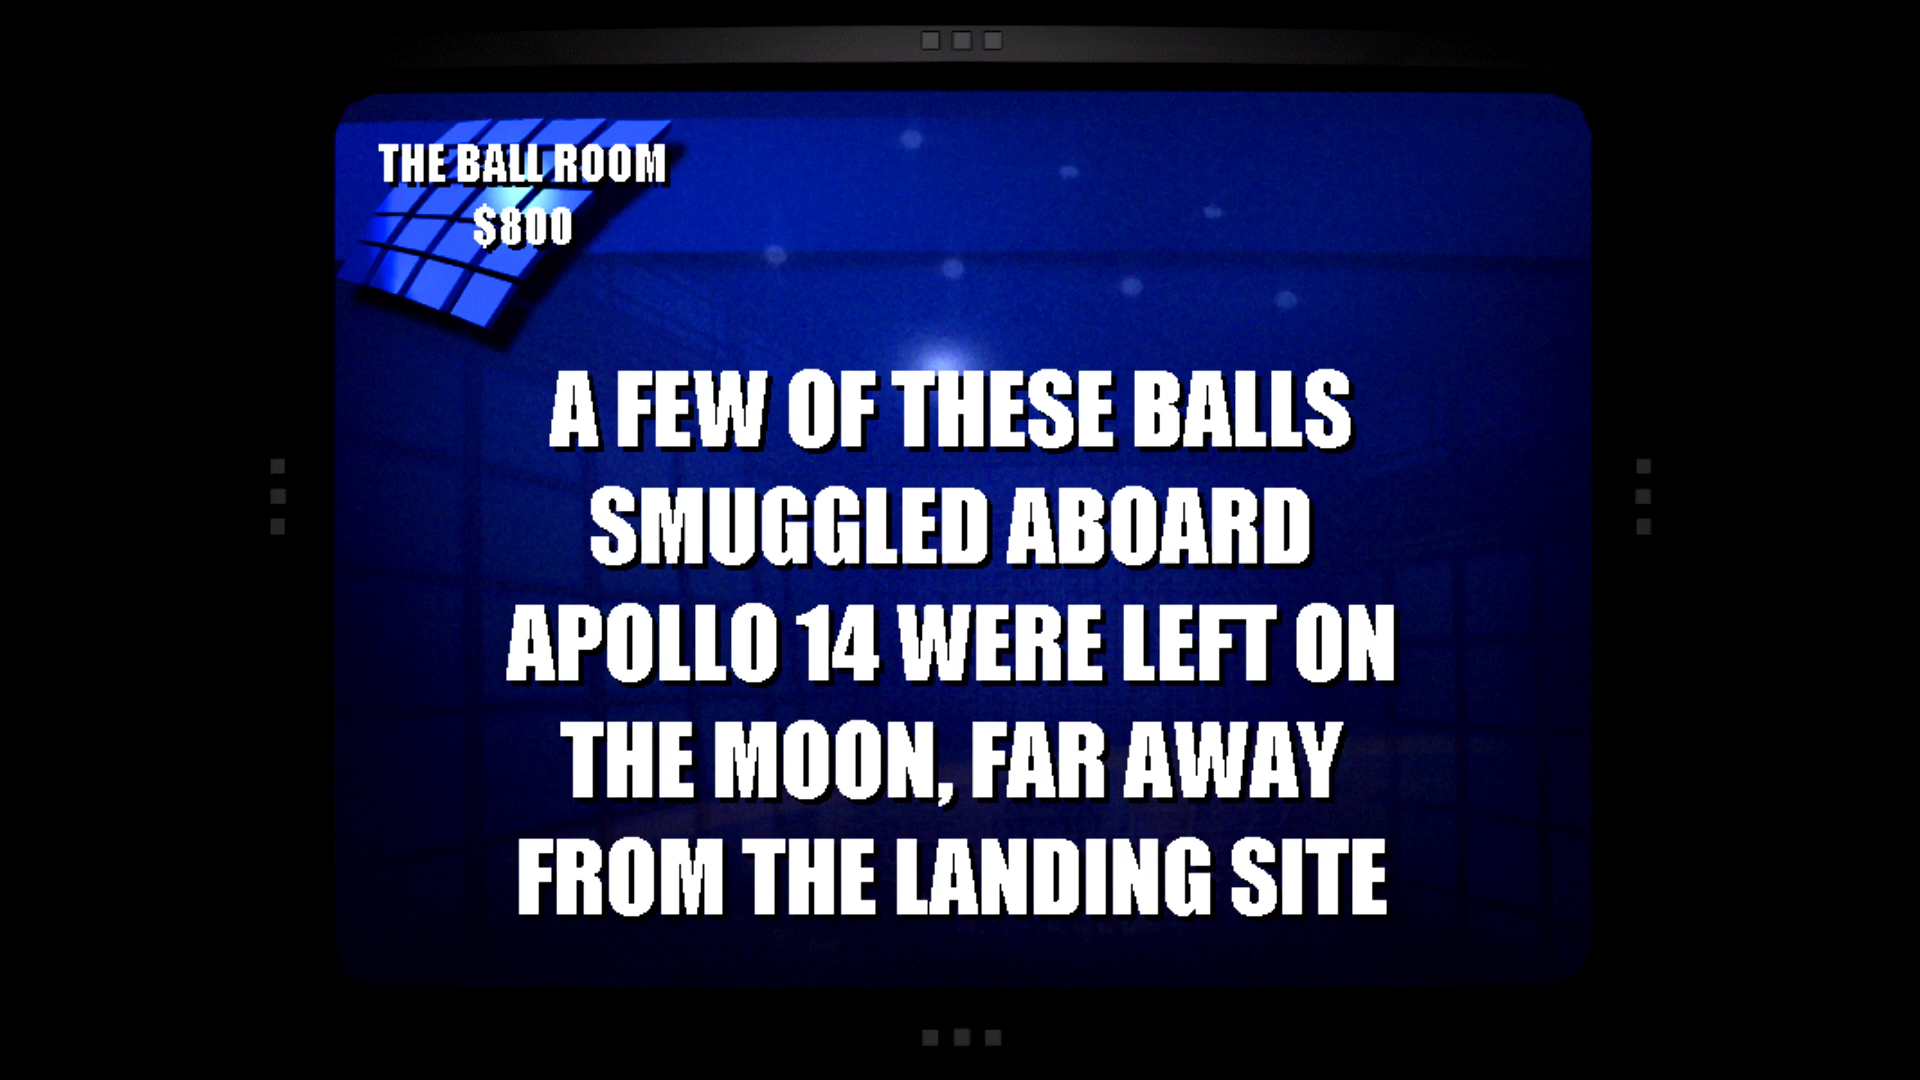 THE BALL ROOM
$800
A FEW OF THESE BALLS
SMUGGLED ABOARD
APOLLO 14 WERE LEFT ON
THE MOON, FAR AWAY
FROM THE LANDING SITE